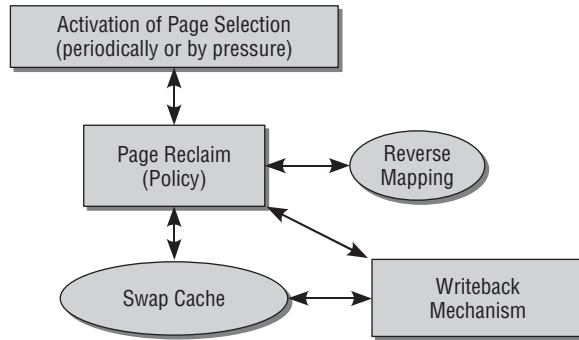 Activation of Page Selection
(periodically or by pressure)
Page Reclaim
(Policy)
Reverse
Mapping
Swap Cache
Writeback
Mechanism